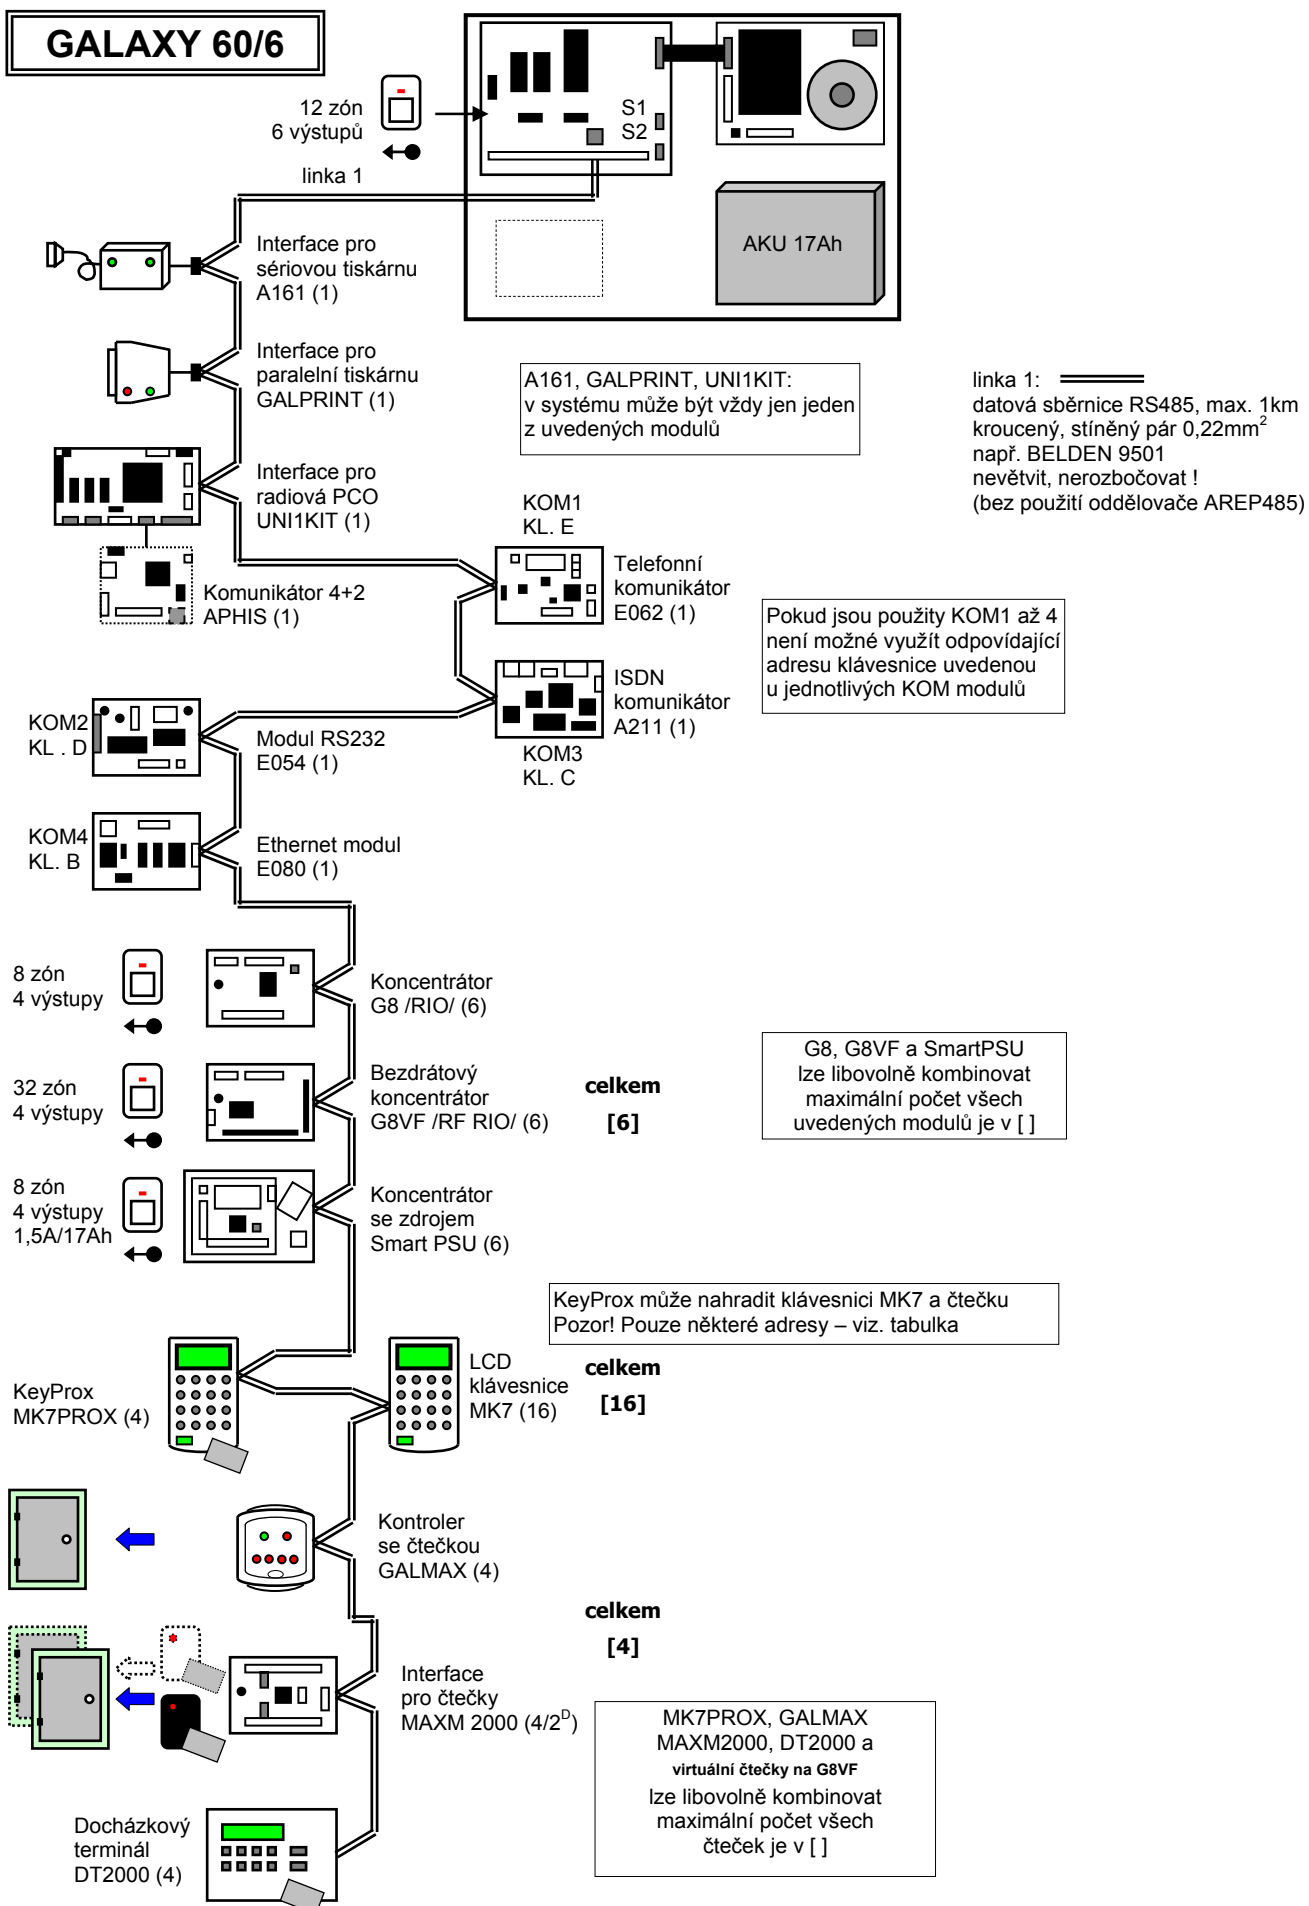 GALAXY 60/6
12 zón
6 výstupů
S1
S2
linka 1
AKU 17Ah
Interface pro
sériovou tiskárnu
A161 (1)
Interface pro
paralelní tiskárnu
GALPRINT (1)
A161, GALPRINT, UNI1KIT:
v systému může být vždy jen jeden
z uvedených modulů
linka 1:
datová sběrnice RS485, max. 1km
kroucený, stíněný pár 0,22mm2
např. BELDEN 9501
nevětvit, nerozbočovat !
(bez použití oddělovače AREP485)
Interface pro
radiová PCO
UNI1KIT (1)
KOM1
KL. E
Telefonní
komunikátor
E062 (1)
Komunikátor 4+2
APHIS (1)
Pokud jsou použity KOM1 až 4
není možné využít odpovídající
adresu klávesnice uvedenou
u jednotlivých KOM modulů
ISDN
komunikátor
A211 (1)
KOM3
KL. C
KOM2
KL . D
Modul RS232
E054 (1)
KOM4
KL. B
Ethernet modul
E080 (1)
8 zón
4 výstupy
Koncentrátor
G8 /RIO/ (6)
32 zón
4 výstupy
Bezdrátový
koncentrátor
G8VF /RF RIO/ (6)
celkem
[6]
G8, G8VF a SmartPSU
lze libovolně kombinovat
maximální počet všech
uvedených modulů je v [ ]
8 zón
4 výstupy
1,5A/17Ah
Koncentrátor
se zdrojem
Smart PSU (6)
KeyProx může nahradit klávesnici MK7 a čtečku
Pozor! Pouze některé adresy – viz. tabulka
KeyProx
MK7PROX (4)
LCD
klávesnice
MK7 (16)
celkem
[16]
Kontroler
se čtečkou
GALMAX (4)
celkem
[4]
Interface
pro čtečky
MAXM 2000 (4/2D)
MK7PROX, GALMAX
MAXM2000, DT2000 a
virtuální čtečky na G8VF
lze libovolně kombinovat
maximální počet všech
čteček je v [ ]
Docházkový
terminál
DT2000 (4)